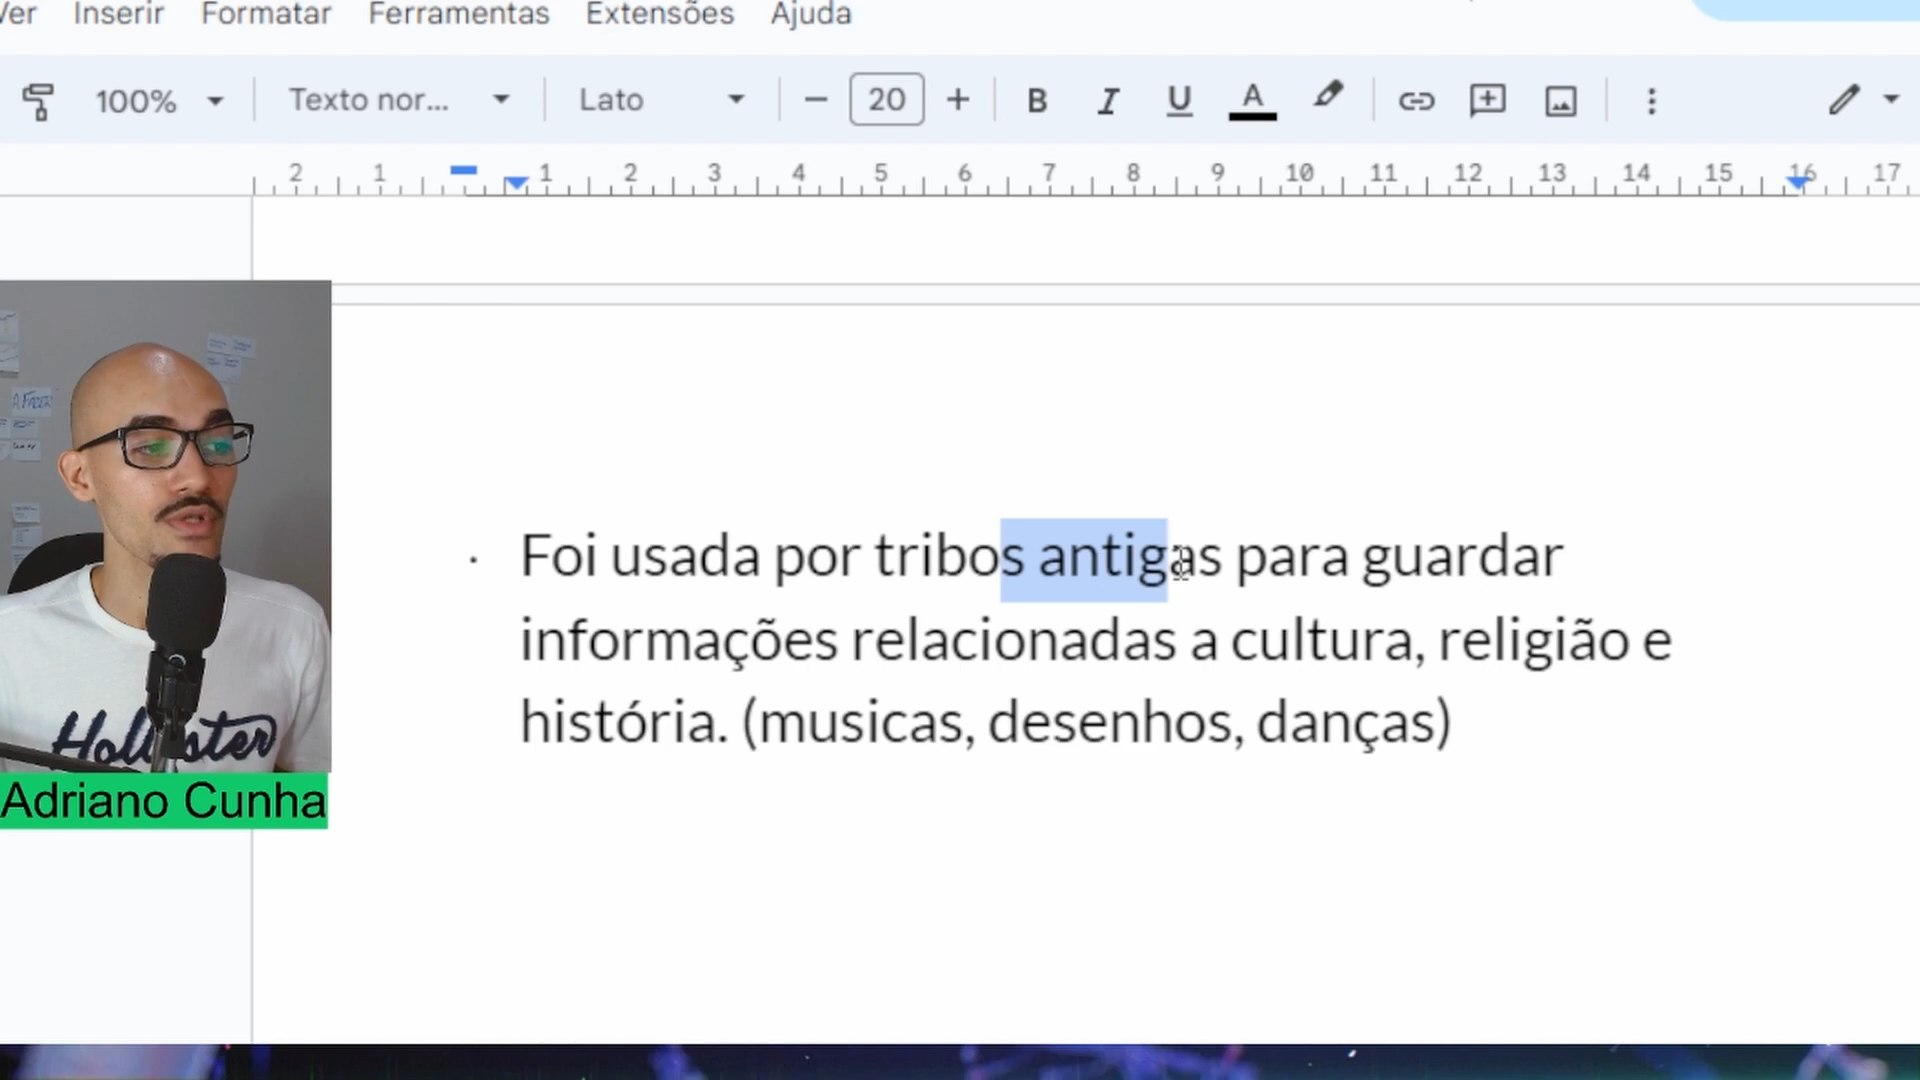 Ver Inserir Formatar Ferramentas Extensões Ajuda
100% Texto nor... Lato — 20 + B I U A
2 1 1 2 3 4 5 6 7 8 9 10 11 12 13 14 15 16 17
A FAZER
· Foi usada por tribos antigas para guardar
informações relacionadas a cultura, religião e
história. (musicas, desenhos, danças)
Hollister
Adriano Cunha